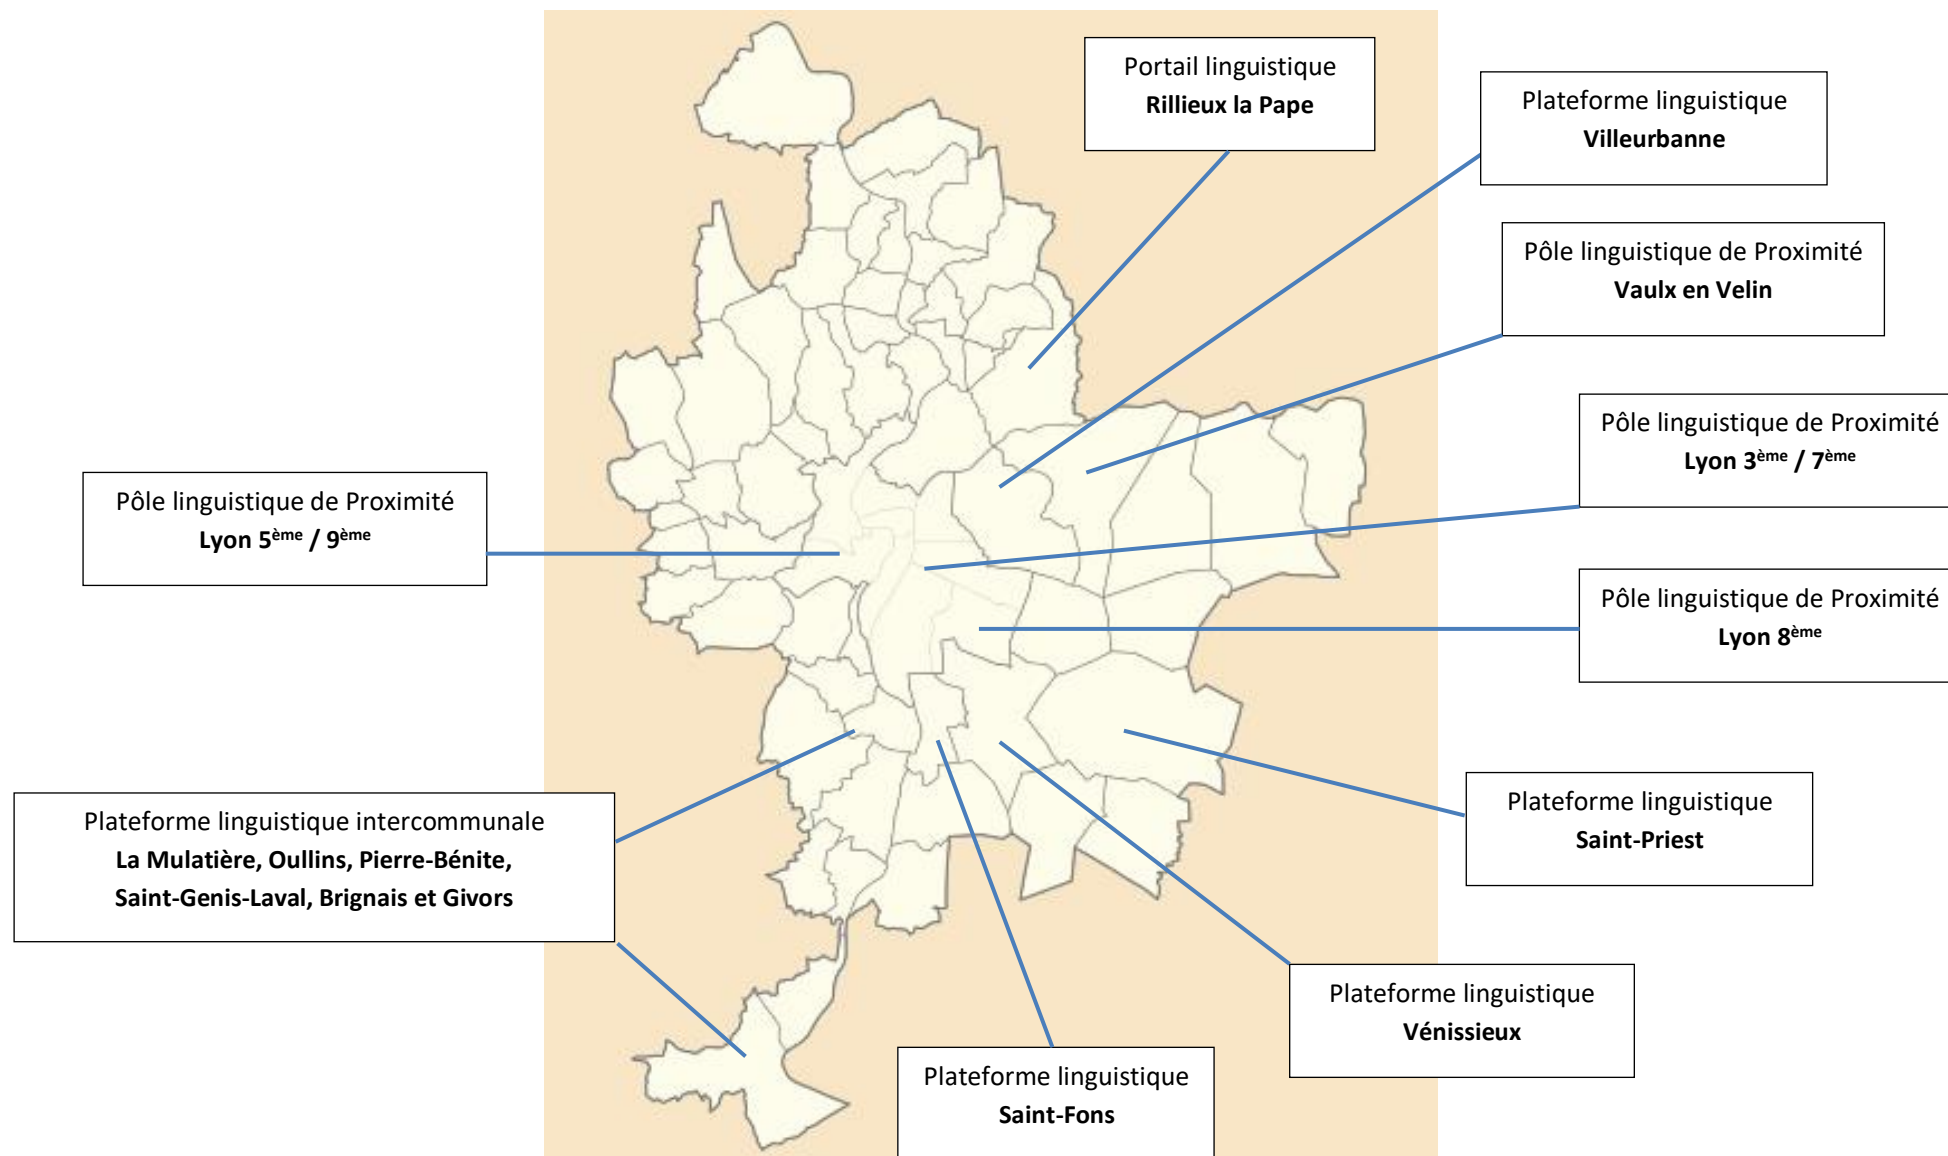 Portail linguistique
Rillieux la Pape
Plateforme linguistique
Villeurbanne
Pôle linguistique de Proximité
Vaulx en Velin
Pôle linguistique de Proximité
Lyon 3ème / 7ème
Pôle linguistique de Proximité
Lyon 5ème / 9ème
Pôle linguistique de Proximité
Lyon 8ème
Plateforme linguistique
Saint-Priest
Plateforme linguistique intercommunale
La Mulatière, Oullins, Pierre-Bénite,
Saint-Genis-Laval, Brignais et Givors
Plateforme linguistique
Vénissieux
Plateforme linguistique
Saint-Fons